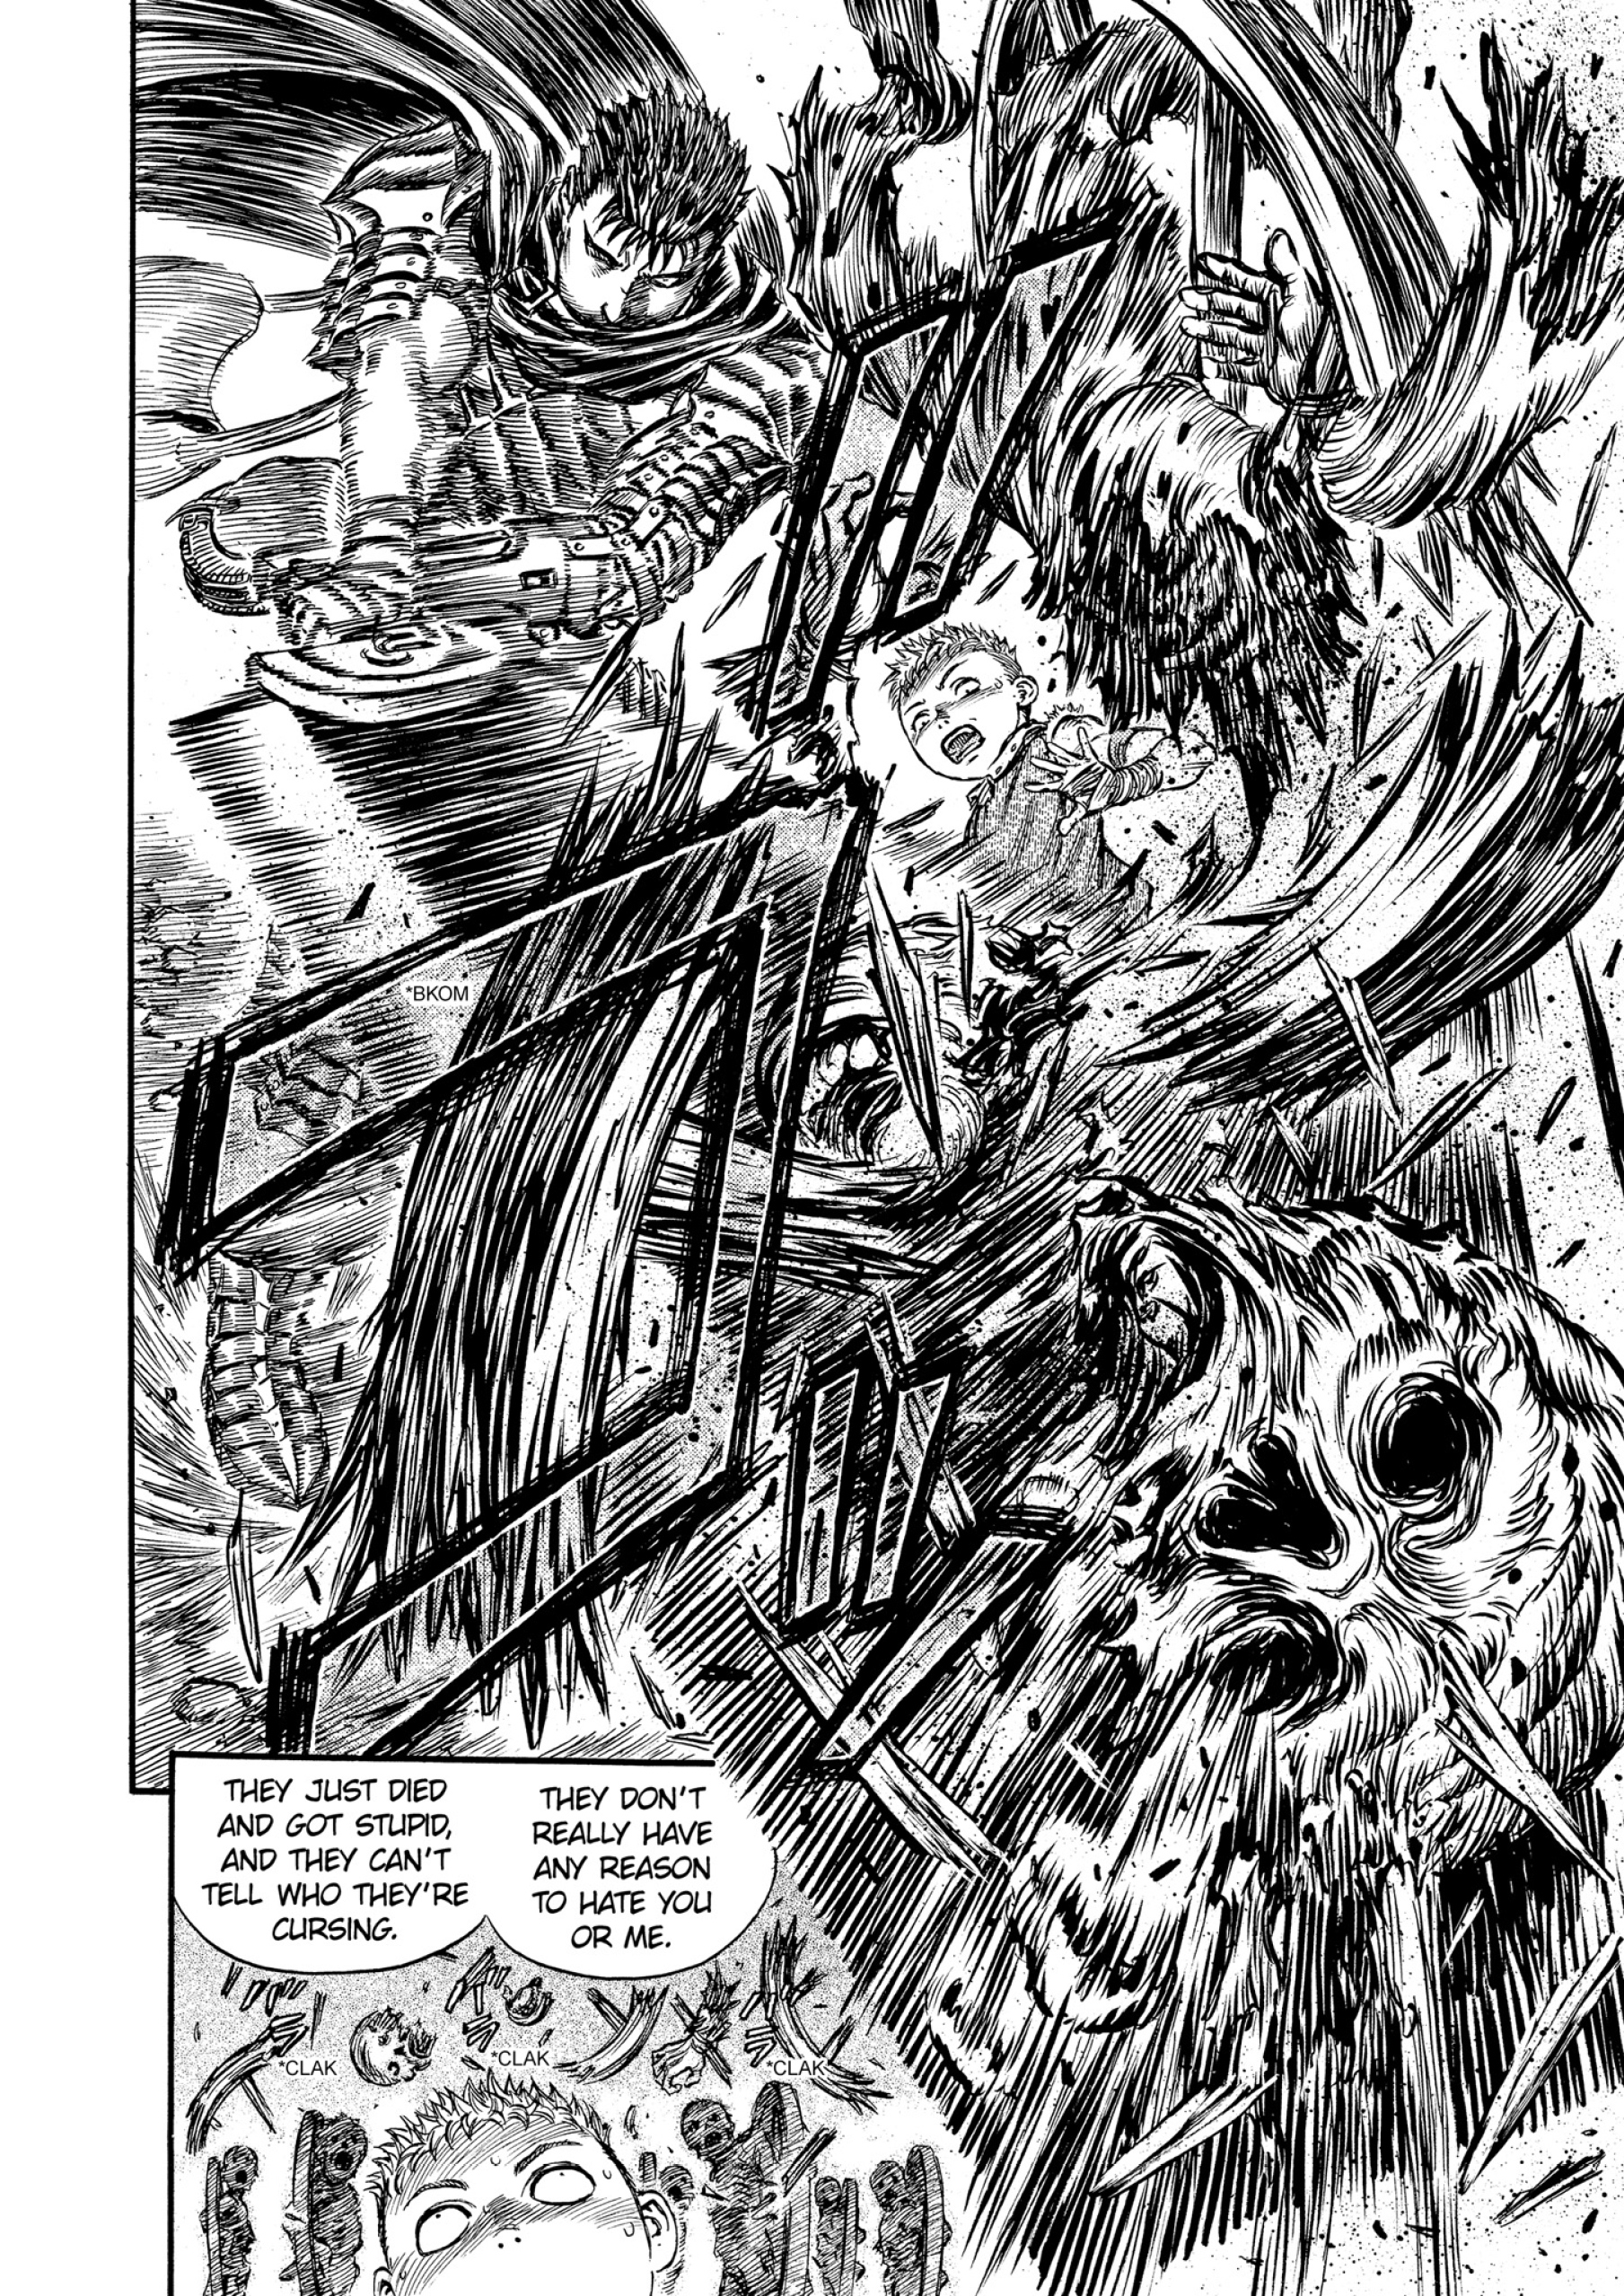 *BKOM
THEY DON'T
REALLY HAVE
ANY REASON
TO HATE YOU
OR ME.
THEY JUST DIED
AND GOT STUPID,
AND THEY CAN'T
TELL WHO THEY'RE
CURSING.
*CLAK
*CLAK
*CLAK